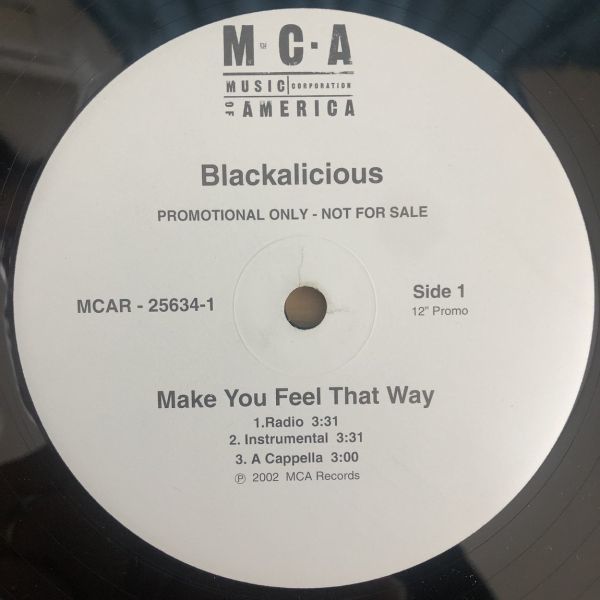 M·C·A
MUSIC CORPORATION
OF AMERICA
Blackalicious
PROMOTIONAL ONLY - NOT FOR SALE
MCAR - 25634-1
Side 1
12" Promo
Make You Feel That Way
1.Radio 3:31
2. Instrumental 3:31
3. A Cappella 3:00
℗ 2002 MCA Records